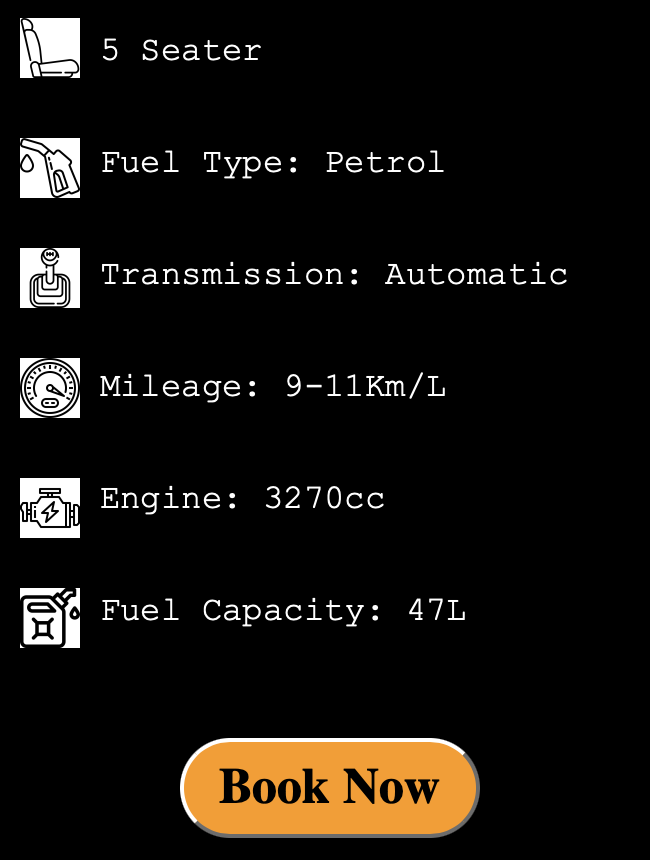 5 Seater
Fuel Type: Petrol
Transmission: Automatic
Mileage: 9-11Km/L
Engine: 3270cc
Fuel Capacity: 47L
Book Now